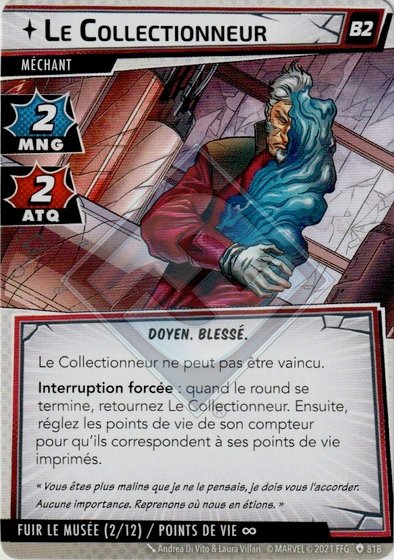 LE COLLECTIONNEUR
B2
MÉCHANT
2
MNG
2
ATQ
DOYEN. BLESSÉ.
Le Collectionneur ne peut pas être vaincu.
Interruption forcée : quand le round se
termine, retournez Le Collectionneur. Ensuite,
réglez les points de vie de son compteur
pour qu'ils correspondent à ses points de vie
imprimés.
« Vous êtes plus malins que je ne le pensais, je dois vous l'accorder.
Aucune importance. Reprenons où nous en étions. »
FUIR LE MUSÉE (2/12) / POINTS DE VIE ∞
Andrea Di Vito & Laura Villari © MARVEL © 2021 FFG 81B